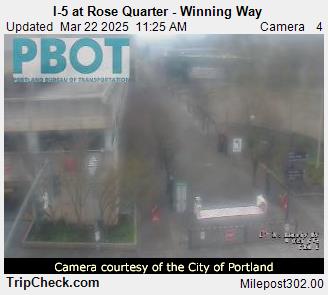 I-5 at Rose Quarter - Winning Way
Updated Mar 22 2025 11:25 AM Camera 4
PBOT
PORTLAND BUREAU OF TRANSPORTATION
Camera courtesy of the City of Portland
TripCheck.com Milepost302.00